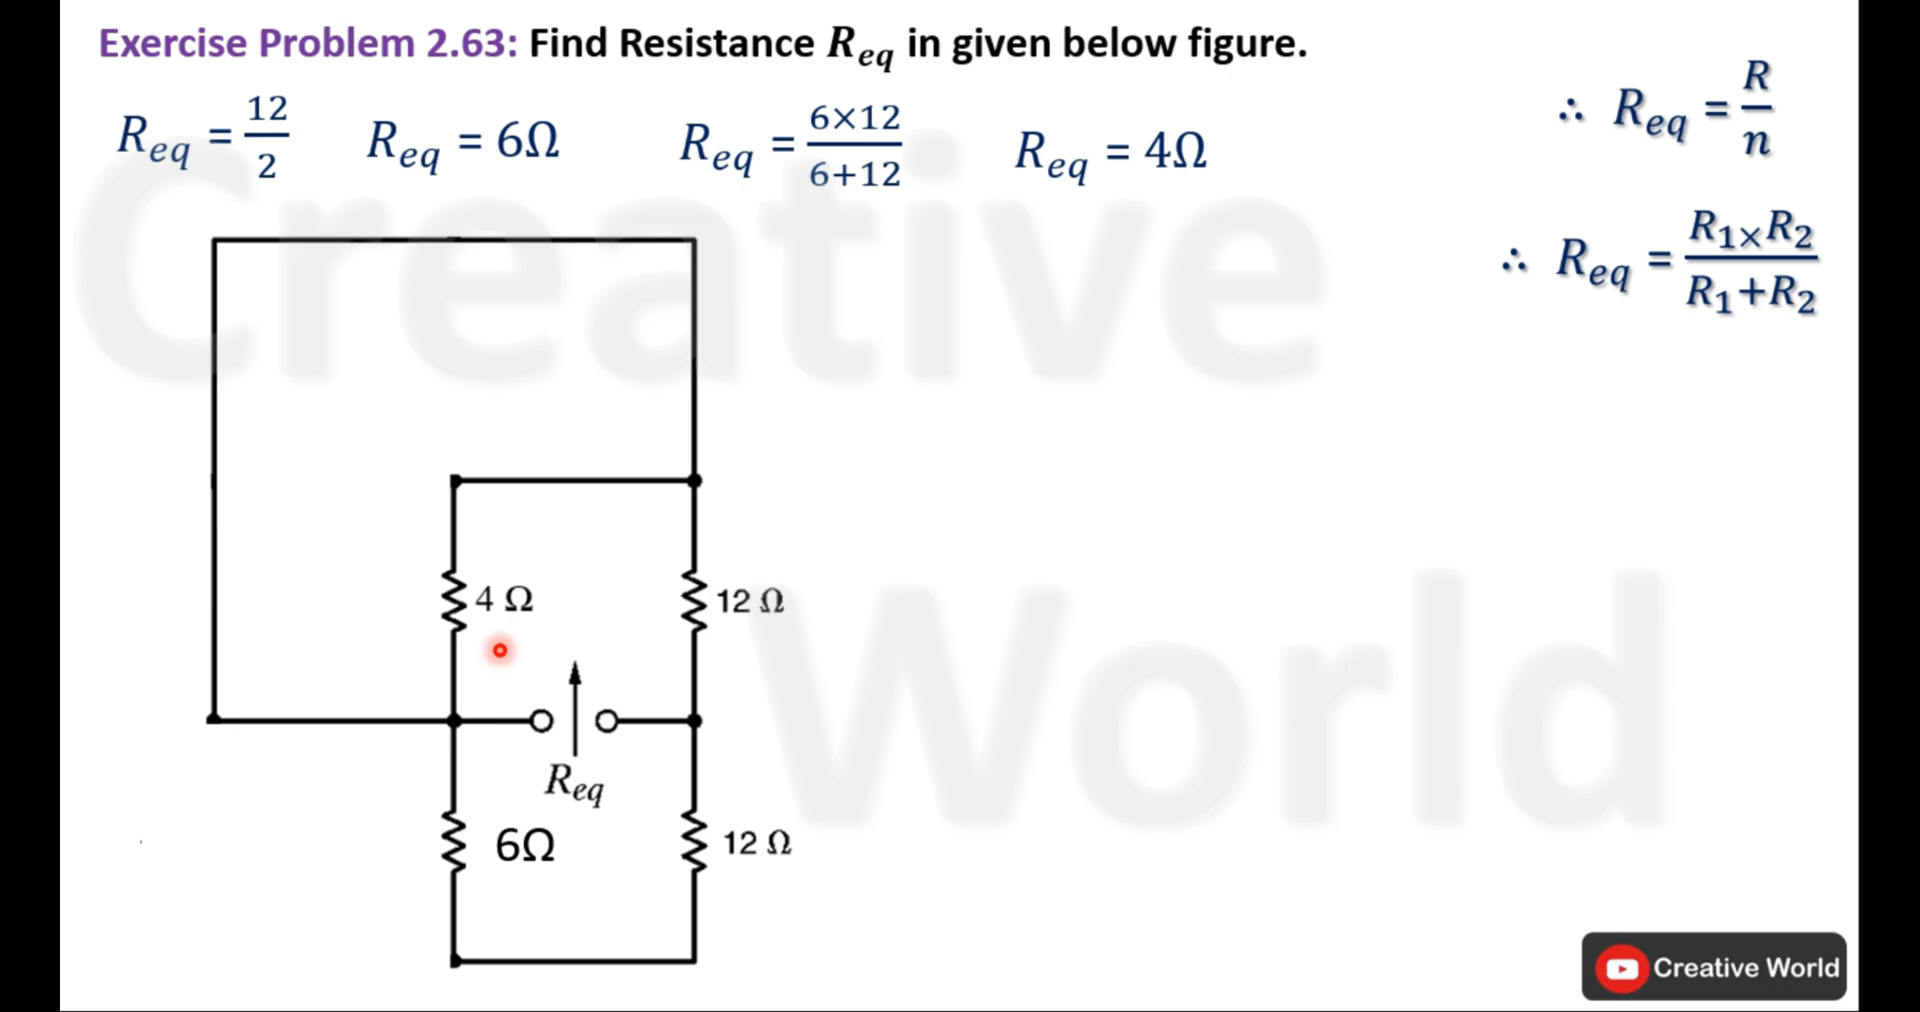 Exercise Problem 2.63: Find Resistance R_eq in given below figure.
R_eq = 12/2 R_eq = 6Ω R_eq = 6×12/6+12 R_eq = 4Ω
∴ R_eq = R/n
∴ R_eq = R₁×R₂/R₁+R₂
Creative
4 Ω
12 Ω
World
R_eq
6Ω
12 Ω
Creative World